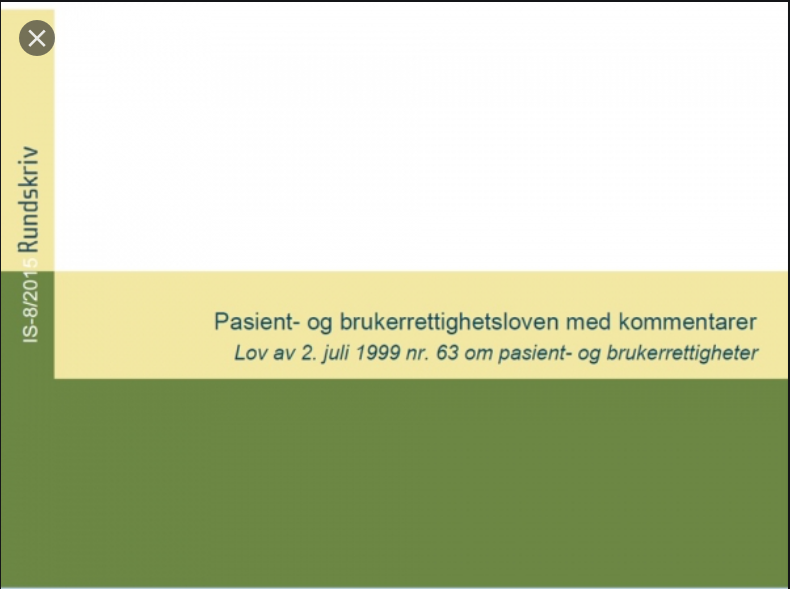 IS-8/2015 Rundskriv
Pasient- og brukerrettighetsloven med kommentarer
Lov av 2. juli 1999 nr. 63 om pasient- og brukerrettigheter